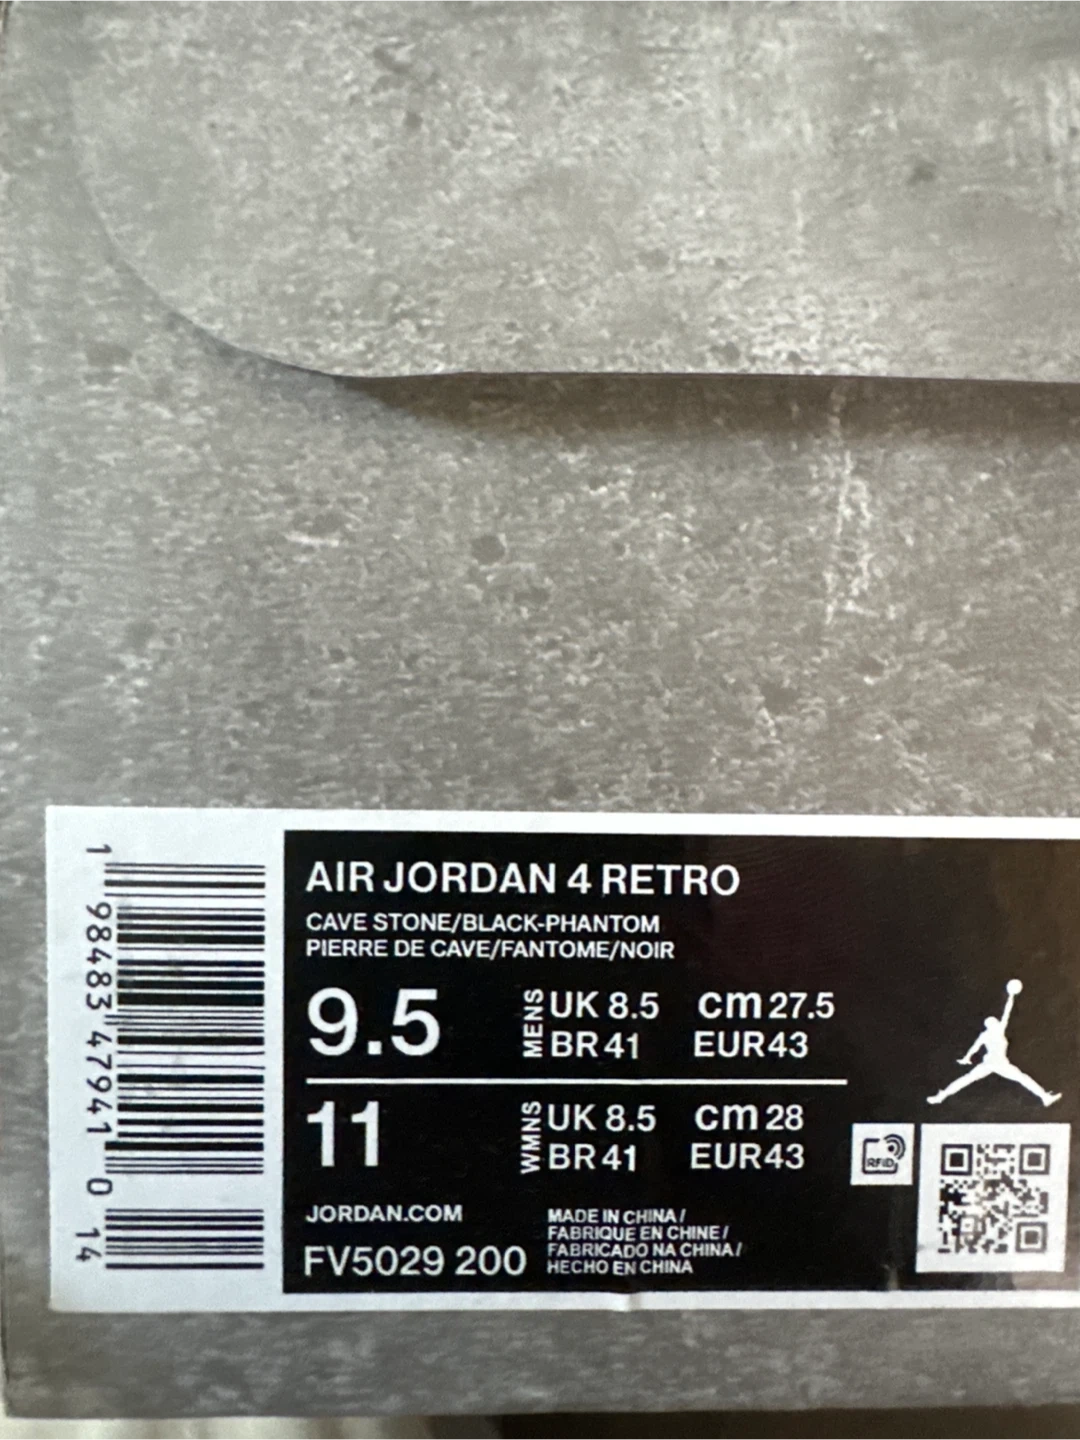 1 98483 47941 0 14
AIR JORDAN 4 RETRO
CAVE STONE/BLACK-PHANTOM
PIERRE DE CAVE/FANTOME/NOIR
9.5 MENS UK 8.5 cm 27.5
BR 41 EUR 43
11 WMNS UK 8.5 cm 28
BR 41 EUR 43
RFID
JORDAN.COM
FV5029 200
MADE IN CHINA /
FABRIQUE EN CHINE /
FABRICADO NA CHINA /
HECHO EN CHINA